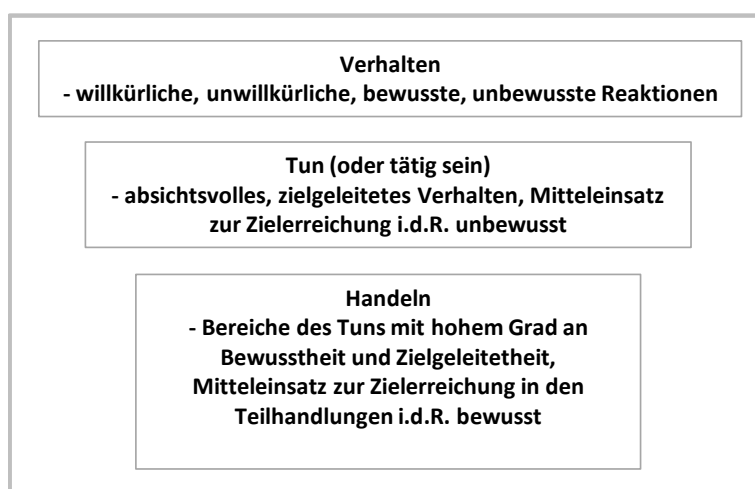 Verhalten
- willkürliche, unwillkürliche, bewusste, unbewusste Reaktionen
Tun (oder tätig sein)
- absichtsvolles, zielgeleitetes Verhalten, Mitteleinsatz
zur Zielerreichung i.d.R. unbewusst
Handeln
- Bereiche des Tuns mit hohem Grad an
Bewusstheit und Zielgeleitetheit,
Mitteleinsatz zur Zielerreichung in den
Teilhandlungen i.d.R. bewusst